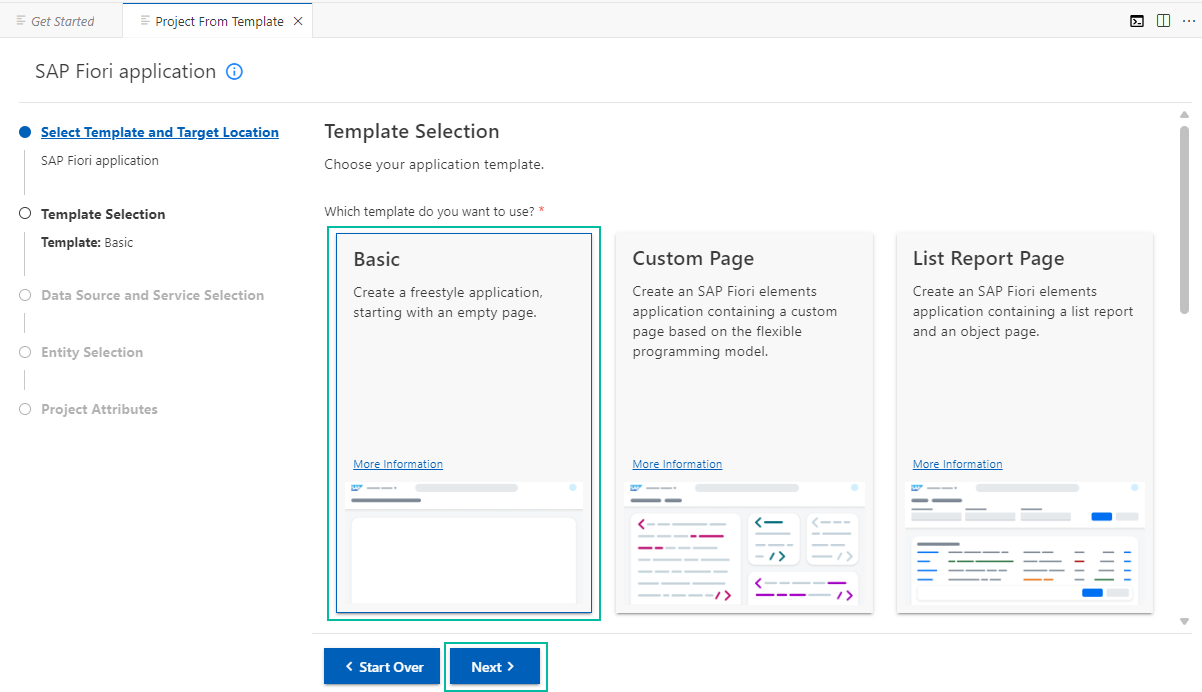 Get Started
Project From Template
SAP Fiori application
Select Template and Target Location
SAP Fiori application
Template Selection
Template: Basic
Data Source and Service Selection
Entity Selection
Project Attributes
Template Selection
Choose your application template.
Which template do you want to use? *
Basic
Create a freestyle application,
starting with an empty page.
More Information
SAP
Custom Page
Create an SAP Fiori elements
application containing a custom
page based on the flexible
programming model.
More Information
SAP
List Report Page
Create an SAP Fiori elements
application containing a list report
and an object page.
More Information
SAP
Start Over
Next